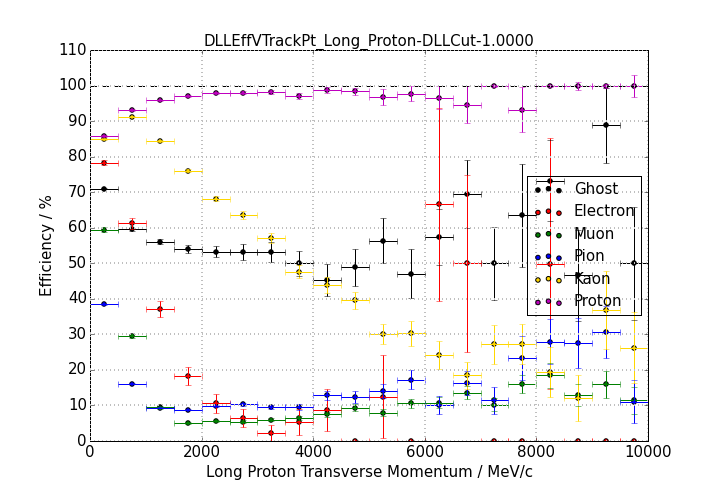 DLLEffVTrackPt_Long_Proton-DLLCut-1.0000
110
100
90
80
70
60
50
40
30
20
10
0
Efficiency / %
Ghost
Electron
Muon
Pion
Kaon
Proton
0 2000 4000 6000 8000 10000
Long Proton Transverse Momentum / MeV/c